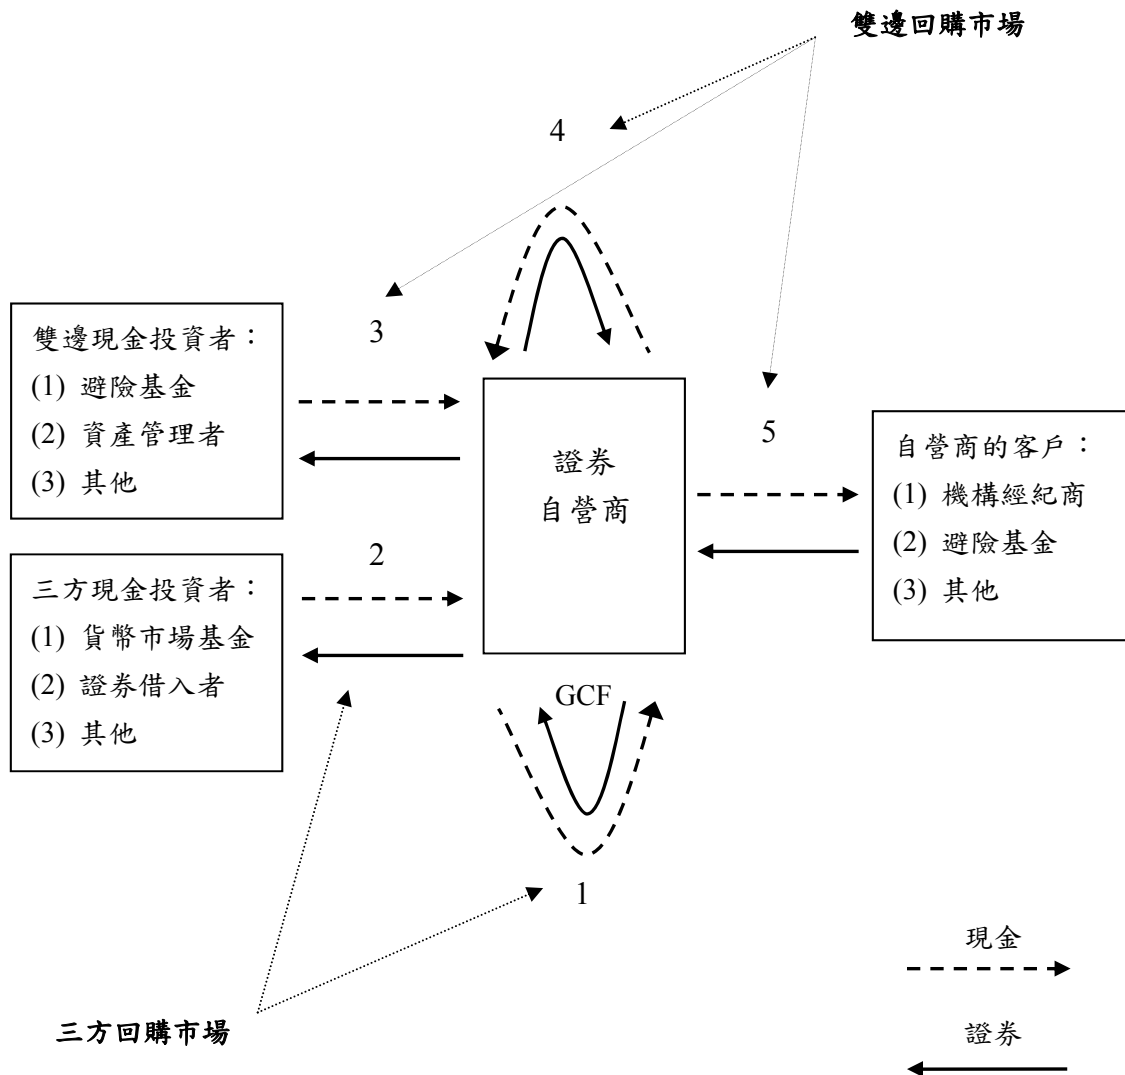 雙邊回購市場
4
3
雙邊現金投資者：
(1) 避險基金
(2) 資產管理者
(3) 其他
證券
自營商
5
自營商的客戶：
(1) 機構經紀商
(2) 避險基金
(3) 其他
2
三方現金投資者：
(1) 貨幣市場基金
(2) 證券借入者
(3) 其他
GCF
1
現金
三方回購市場
證券